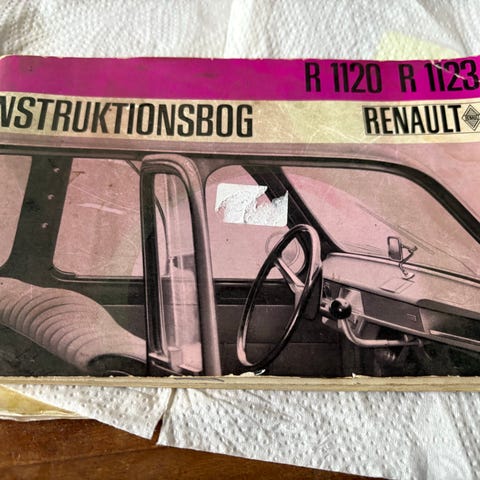 R 1120 R 1123
NSTRUKTIONSBOG RENAULT